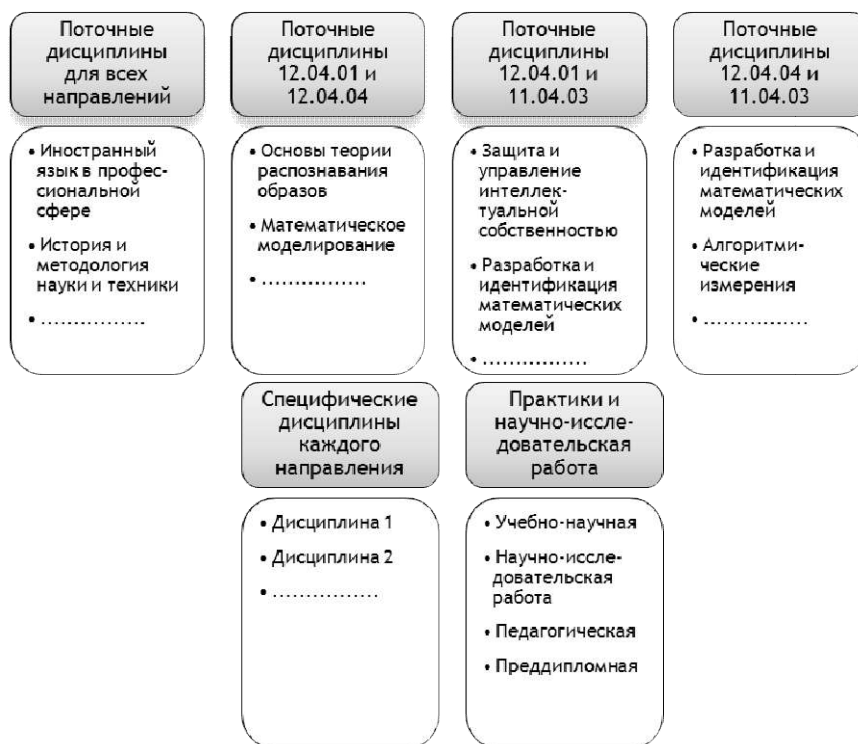 Поточные
дисциплины
для всех
направлений
• Иностранный
язык в профес-
сиональной
сфере
• История и
методология
науки и техники
• ................
Поточные
дисциплины
12.04.01 и
12.04.04
• Основы теории
распознавания
образов
• Математическое
моделирование
• ................
Поточные
дисциплины
12.04.01 и
11.04.03
• Защита и
управление
интеллек-
туальной
собственностью
• Разработка и
идентификация
математических
моделей
• ................
Поточные
дисциплины
12.04.04 и
11.04.03
• Разработка и
идентификация
математических
моделей
• Алгоритми-
ческие
измерения
• ................
Специфические
дисциплины
каждого
направления
• Дисциплина 1
• Дисциплина 2
• ................
Практики и
научно-иссле-
довательская
работа
• Учебно-научная
• Научно-иссле-
довательская
работа
• Педагогическая
• Преддипломная